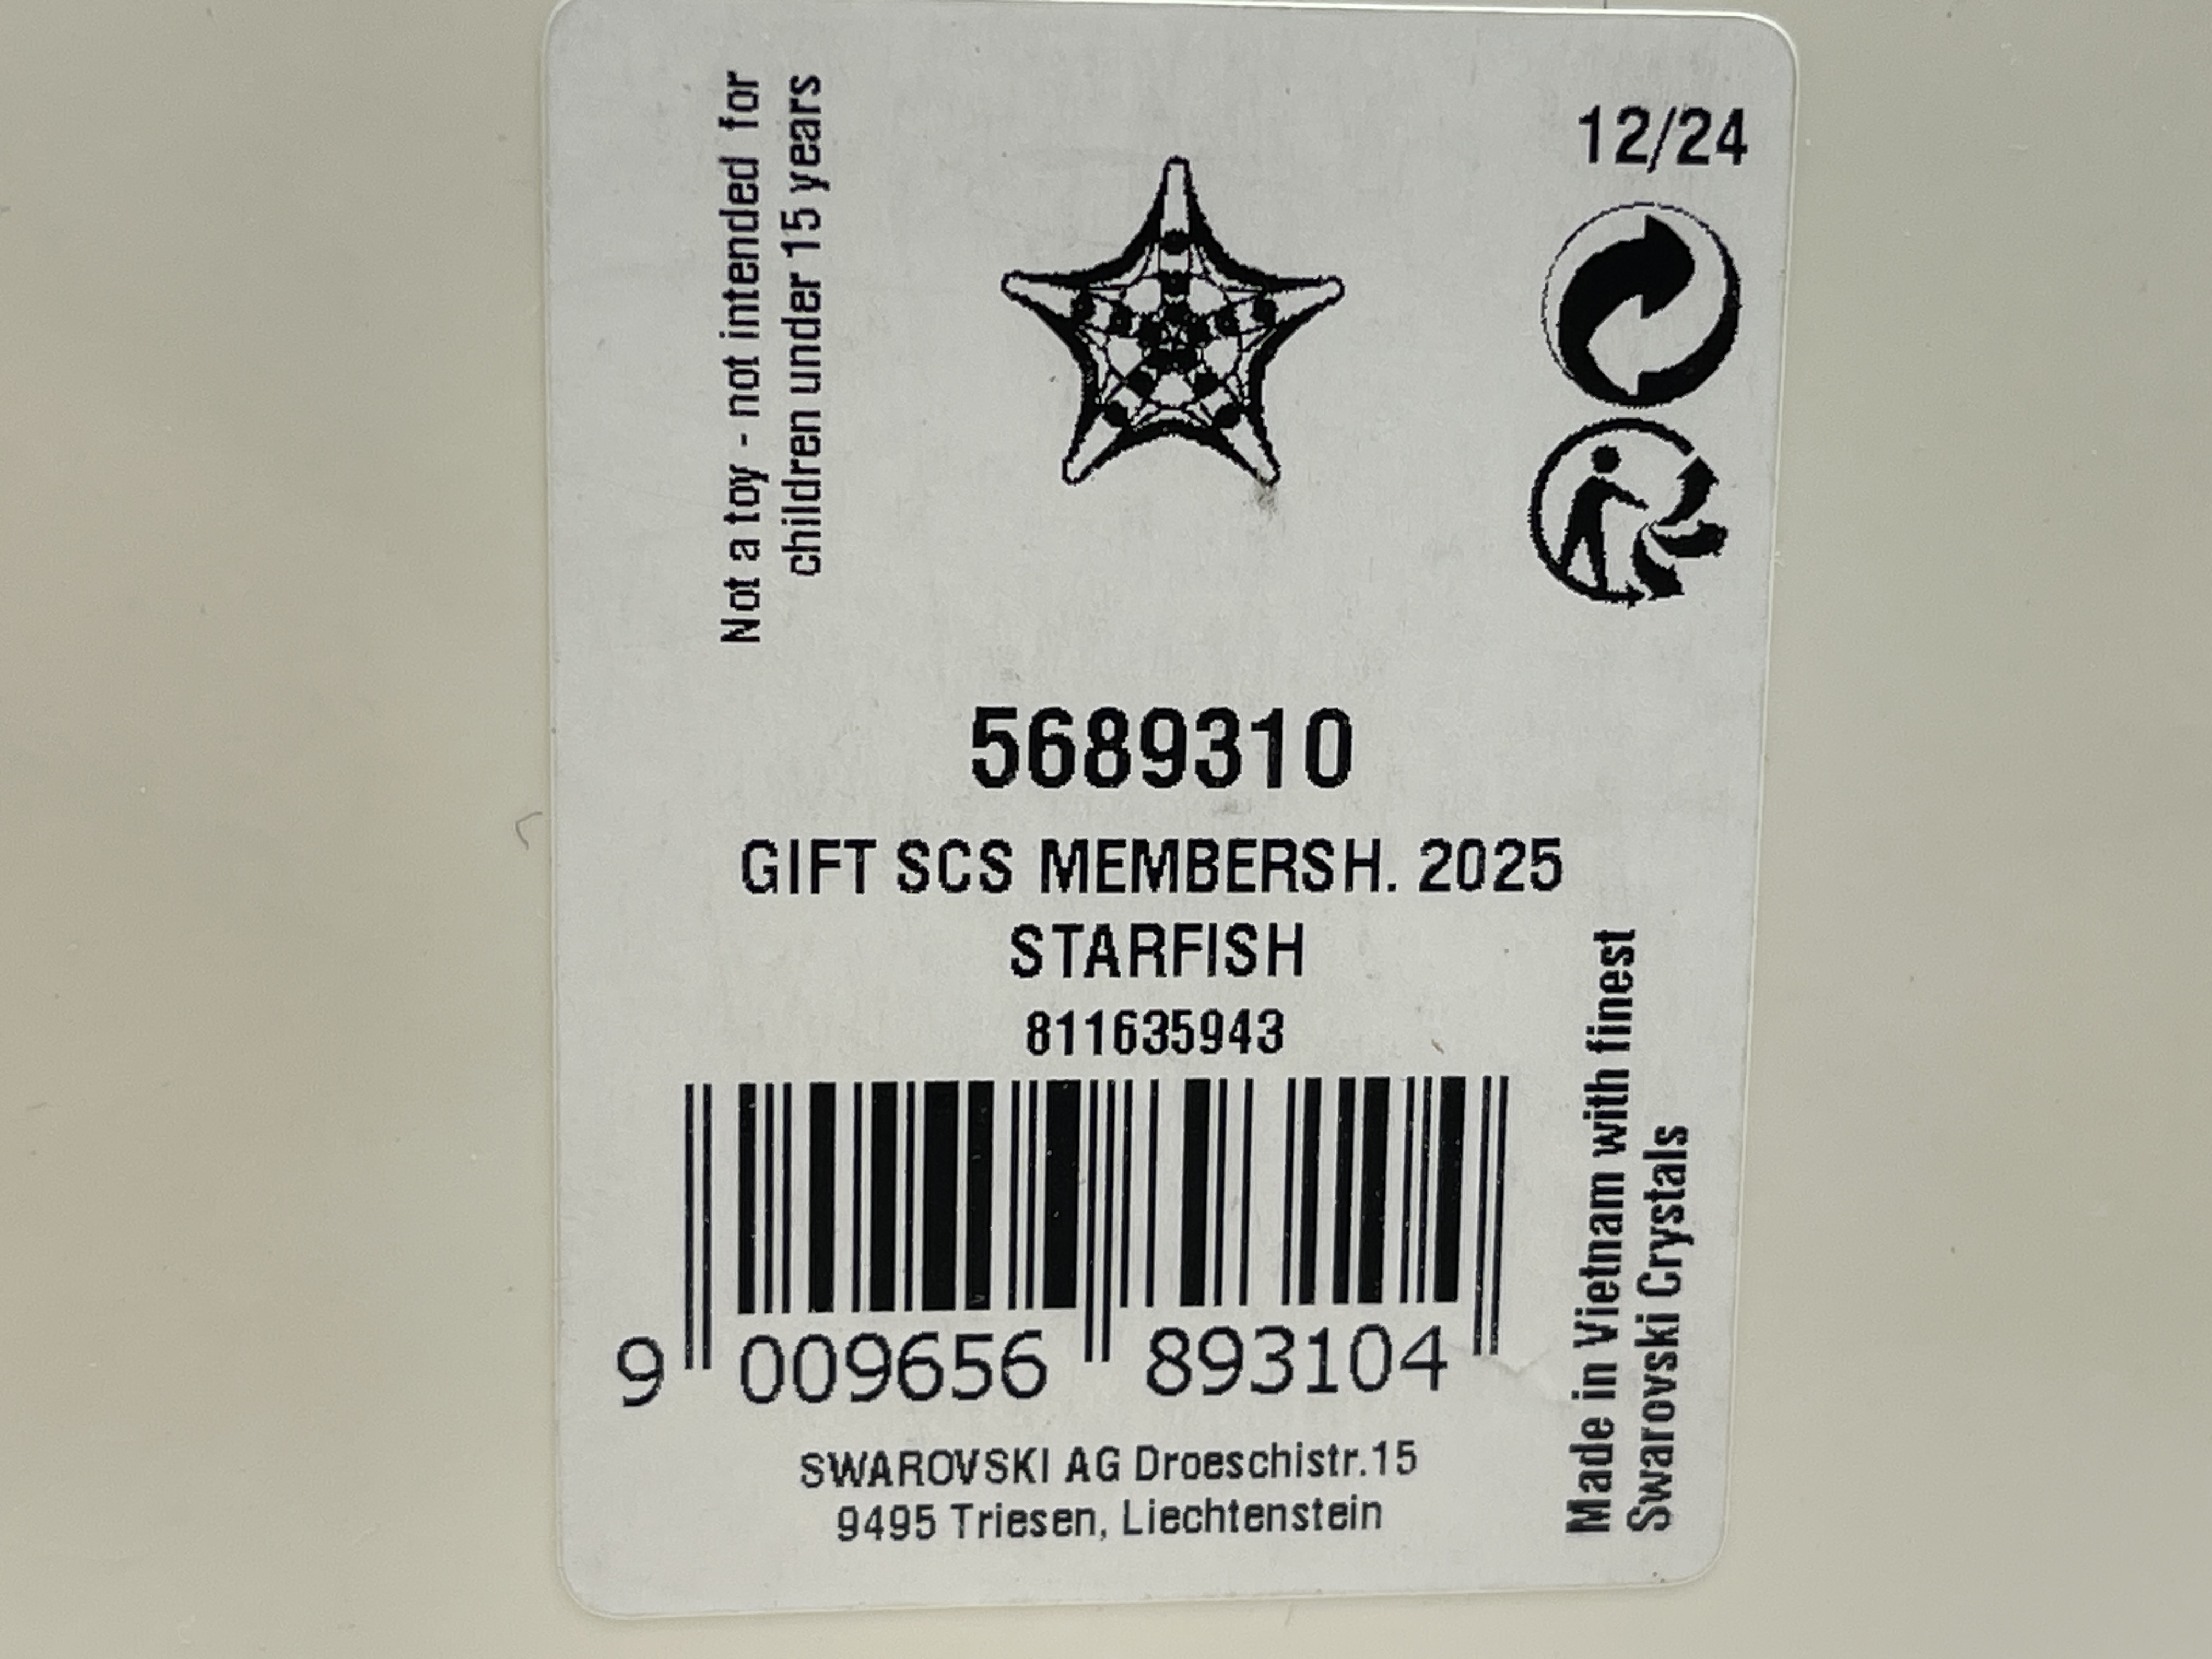 Not a toy - not intended for
children under 15 years
12/24
5689310
GIFT SCS MEMBERSH. 2025
STARFISH
811635943
9 009656 893104
SWAROVSKI AG Droeschistr.15
9495 Triesen, Liechtenstein
Made in Vietnam with finest
Swarovski Crystals